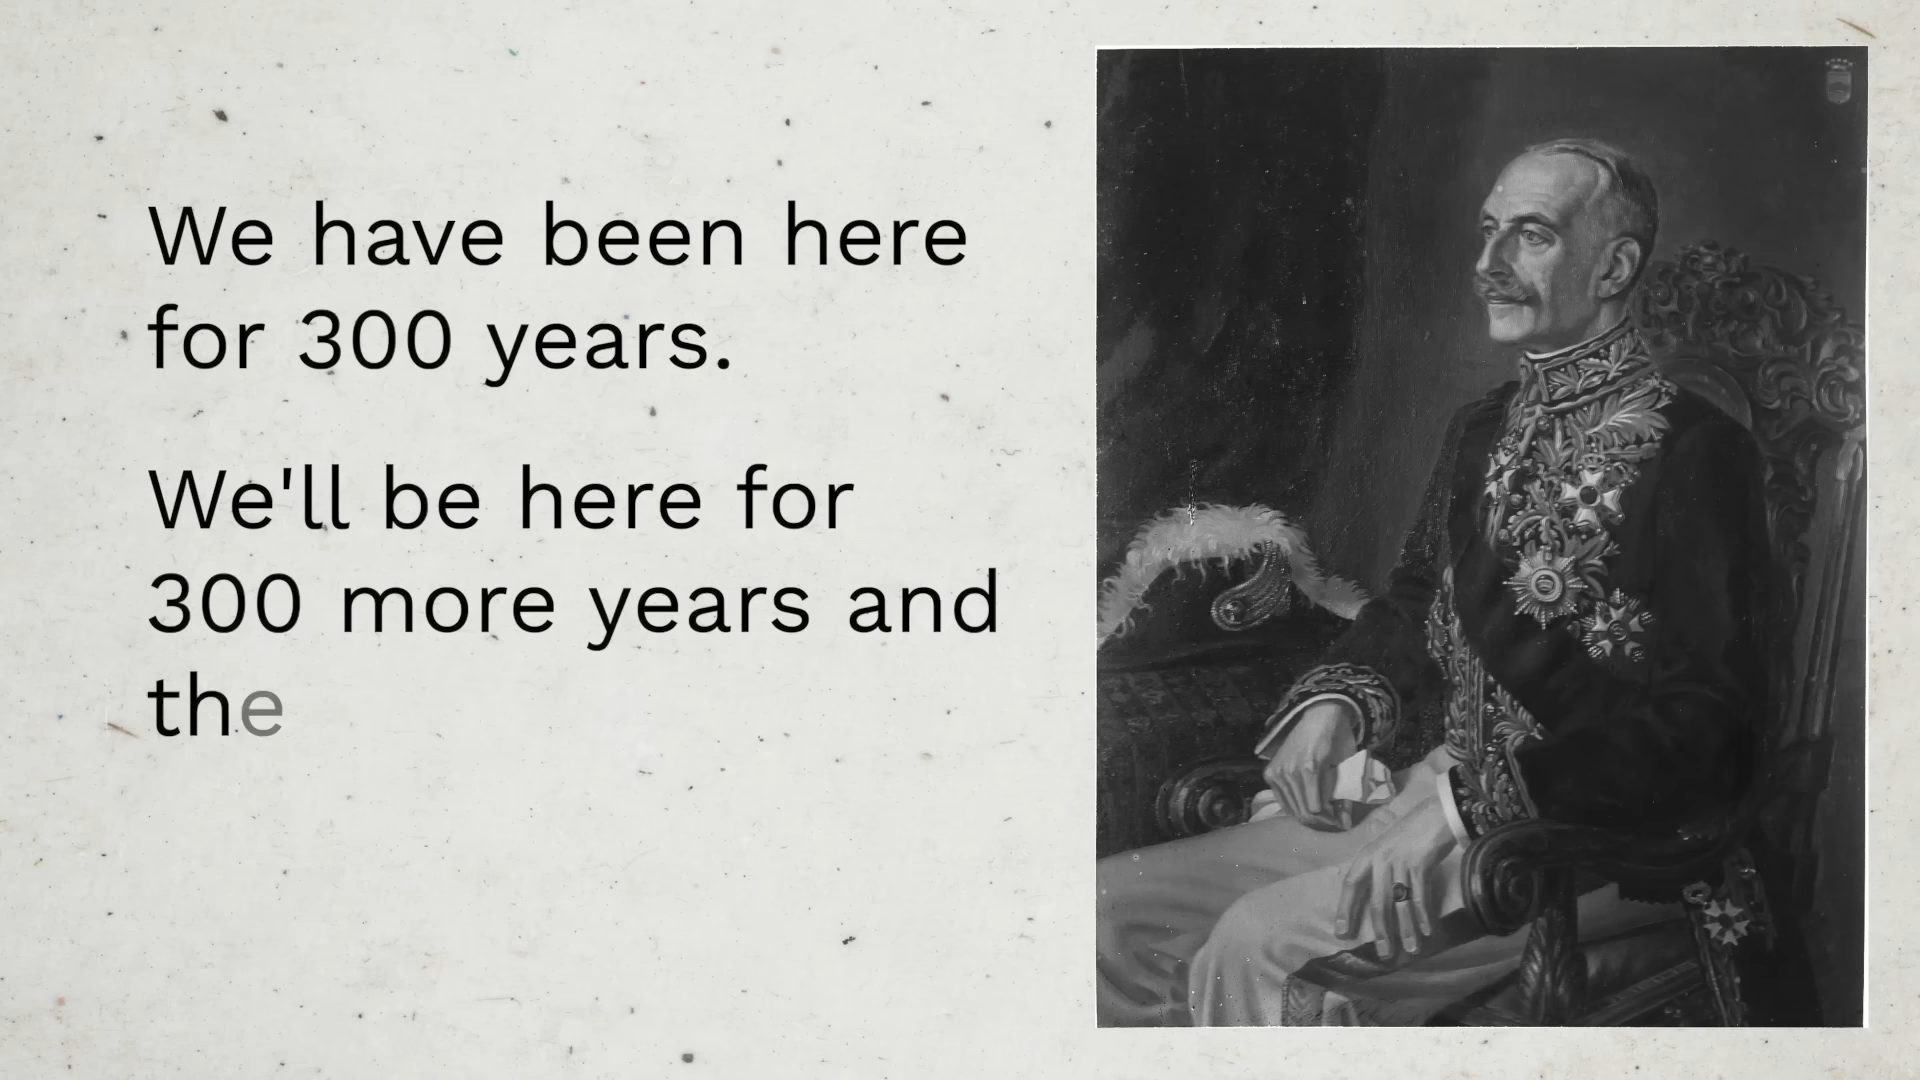 We have been here
for 300 years.
We'll be here for
300 more years and
the